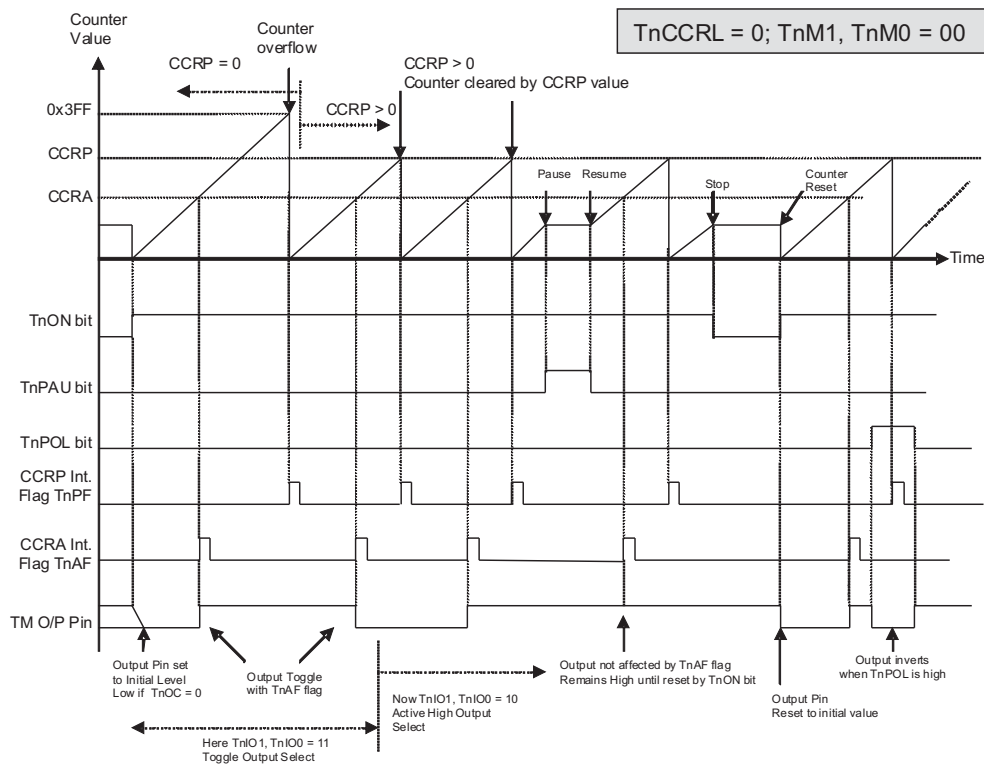 Counter
Value
Counter
overflow
TnCCRL = 0; TnM1, TnM0 = 00
CCRP = 0
CCRP > 0
Counter cleared by CCRP value
CCRP > 0
0x3FF
CCRP
CCRA
Pause
Resume
Stop
Counter
Reset
Time
TnON bit
TnPAU bit
TnPOL bit
CCRP Int.
Flag TnPF
CCRA Int.
Flag TnAF
TM O/P Pin
Output Pin set
to Initial Level
Low if TnOC = 0
Output Toggle
with TnAF flag
Output not affected by TnAF flag
Remains High until reset by TnON bit
Output inverts
when TnPOL is high
Output Pin
Reset to initial value
Now TnIO1, TnIO0 = 10
Active High Output
Select
Here TnIO1, TnIO0 = 11
Toggle Output Select